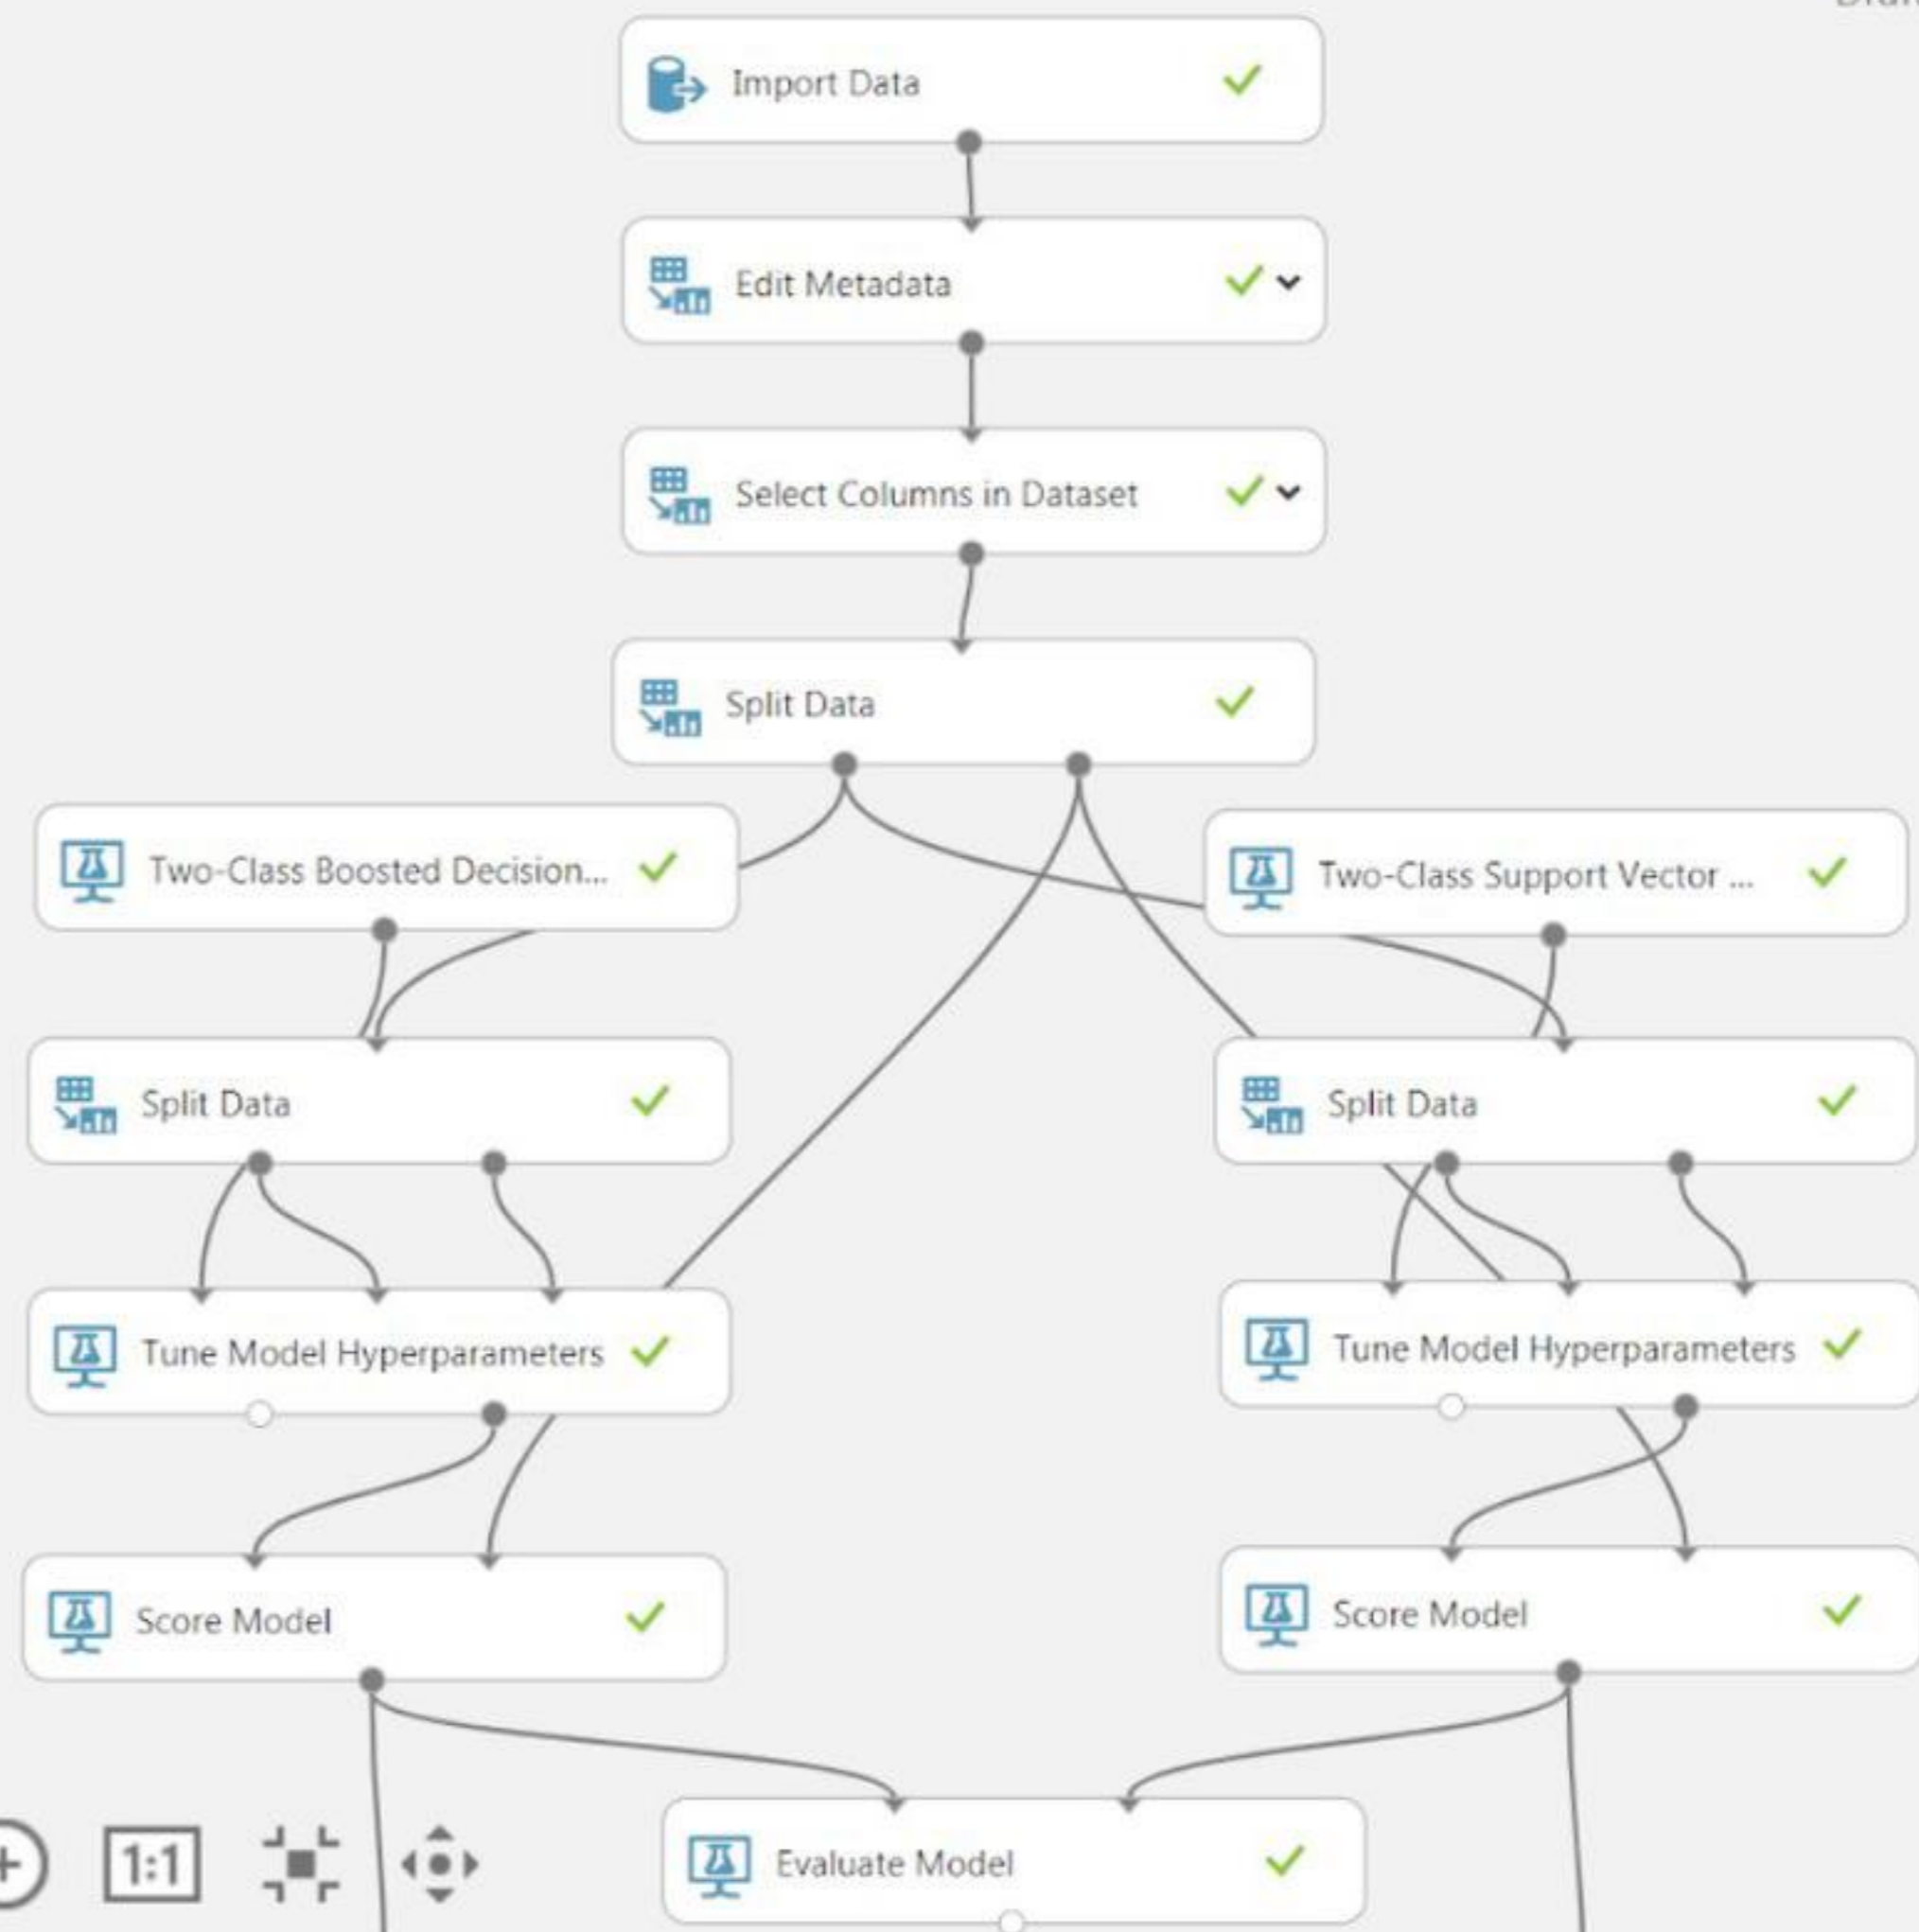 Import Data
Edit Metadata
Select Columns in Dataset
Split Data
Two-Class Boosted Decision...
Two-Class Support Vector ...
Split Data
Split Data
Tune Model Hyperparameters
Tune Model Hyperparameters
Score Model
Score Model
1:1
Evaluate Model